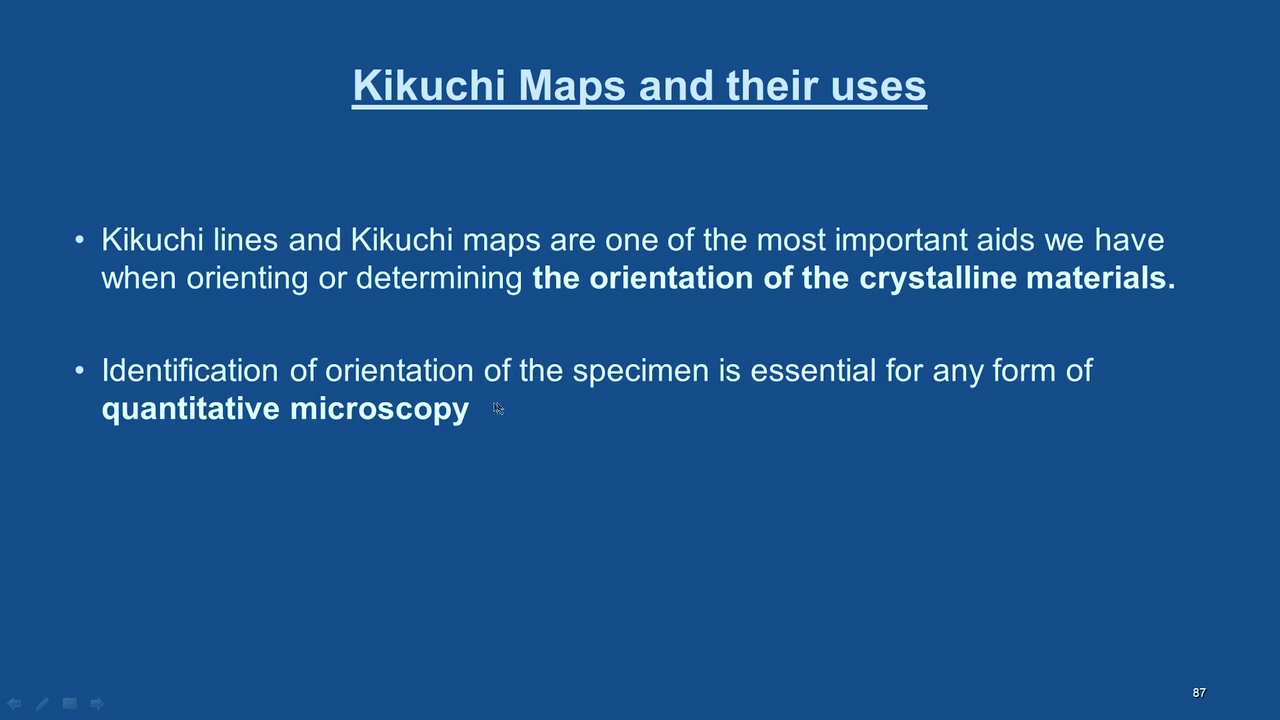 Kikuchi Maps and their uses
• Kikuchi lines and Kikuchi maps are one of the most important aids we have
when orienting or determining the orientation of the crystalline materials.
• Identification of orientation of the specimen is essential for any form of
quantitative microscopy
87